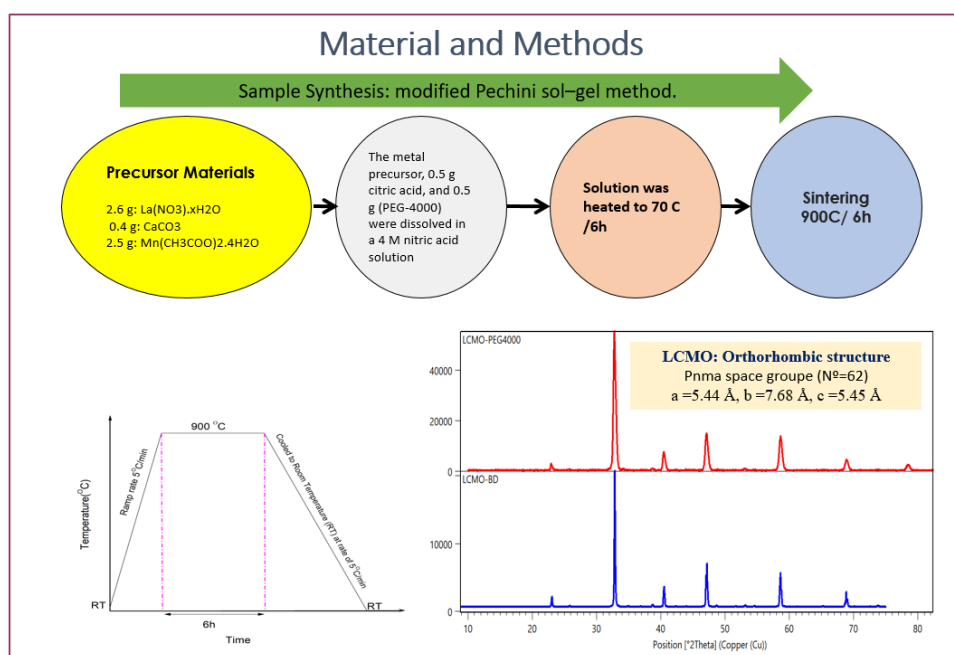 Material and Methods
Sample Synthesis: modified Pechini sol–gel method.
Precursor Materials
2.6 g: La(NO3).xH2O
0.4 g: CaCO3
2.5 g: Mn(CH3COO)2.4H2O
The metal
precursor, 0.5 g
citric acid, and 0.5
g (PEG-4000)
were dissolved in
a 4 M nitric acid
solution
Solution was
heated to 70 C
/6h
Sintering
900C/ 6h
Temperature(⁰C)
Ramp rate 5⁰C/min
900 ⁰C
Cooled to Room Temperature (RT) at rate of 5⁰C/min
RT
RT
6h
Time
LCMO-PEG4000
LCMO: Orthorhombic structure
Pnma space groupe (Nº=62)
a =5.44 Å, b =7.68 Å, c =5.45 Å
40000
20000
0
LCMO-BD
10000
0
10 20 30 40 50 60 70 80
Position [°2Theta] (Copper (Cu))